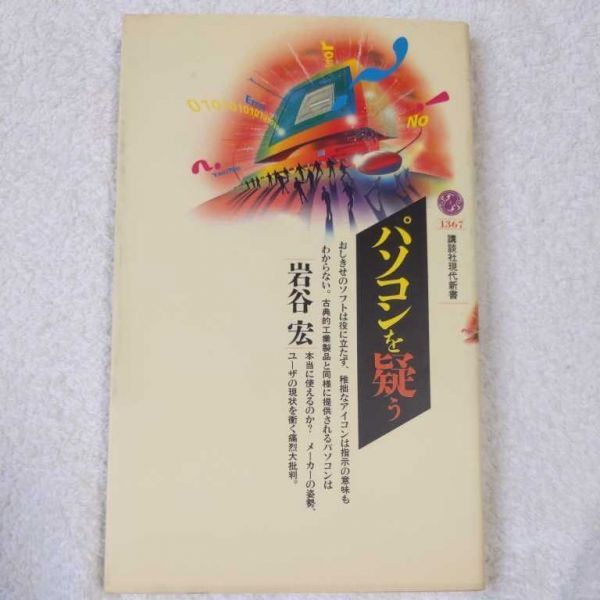 パソコンを疑う
1367
講談社現代新書
おしきせのソフトは役に立たず、稚拙なアイコンは指示の意味も
わからない。古典的工業製品と同様に提供されるパソコンは
本当に使えるのか? メーカーの姿勢、
ユーザの現状を衝く痛烈大批判。
岩谷 宏
Error
NO